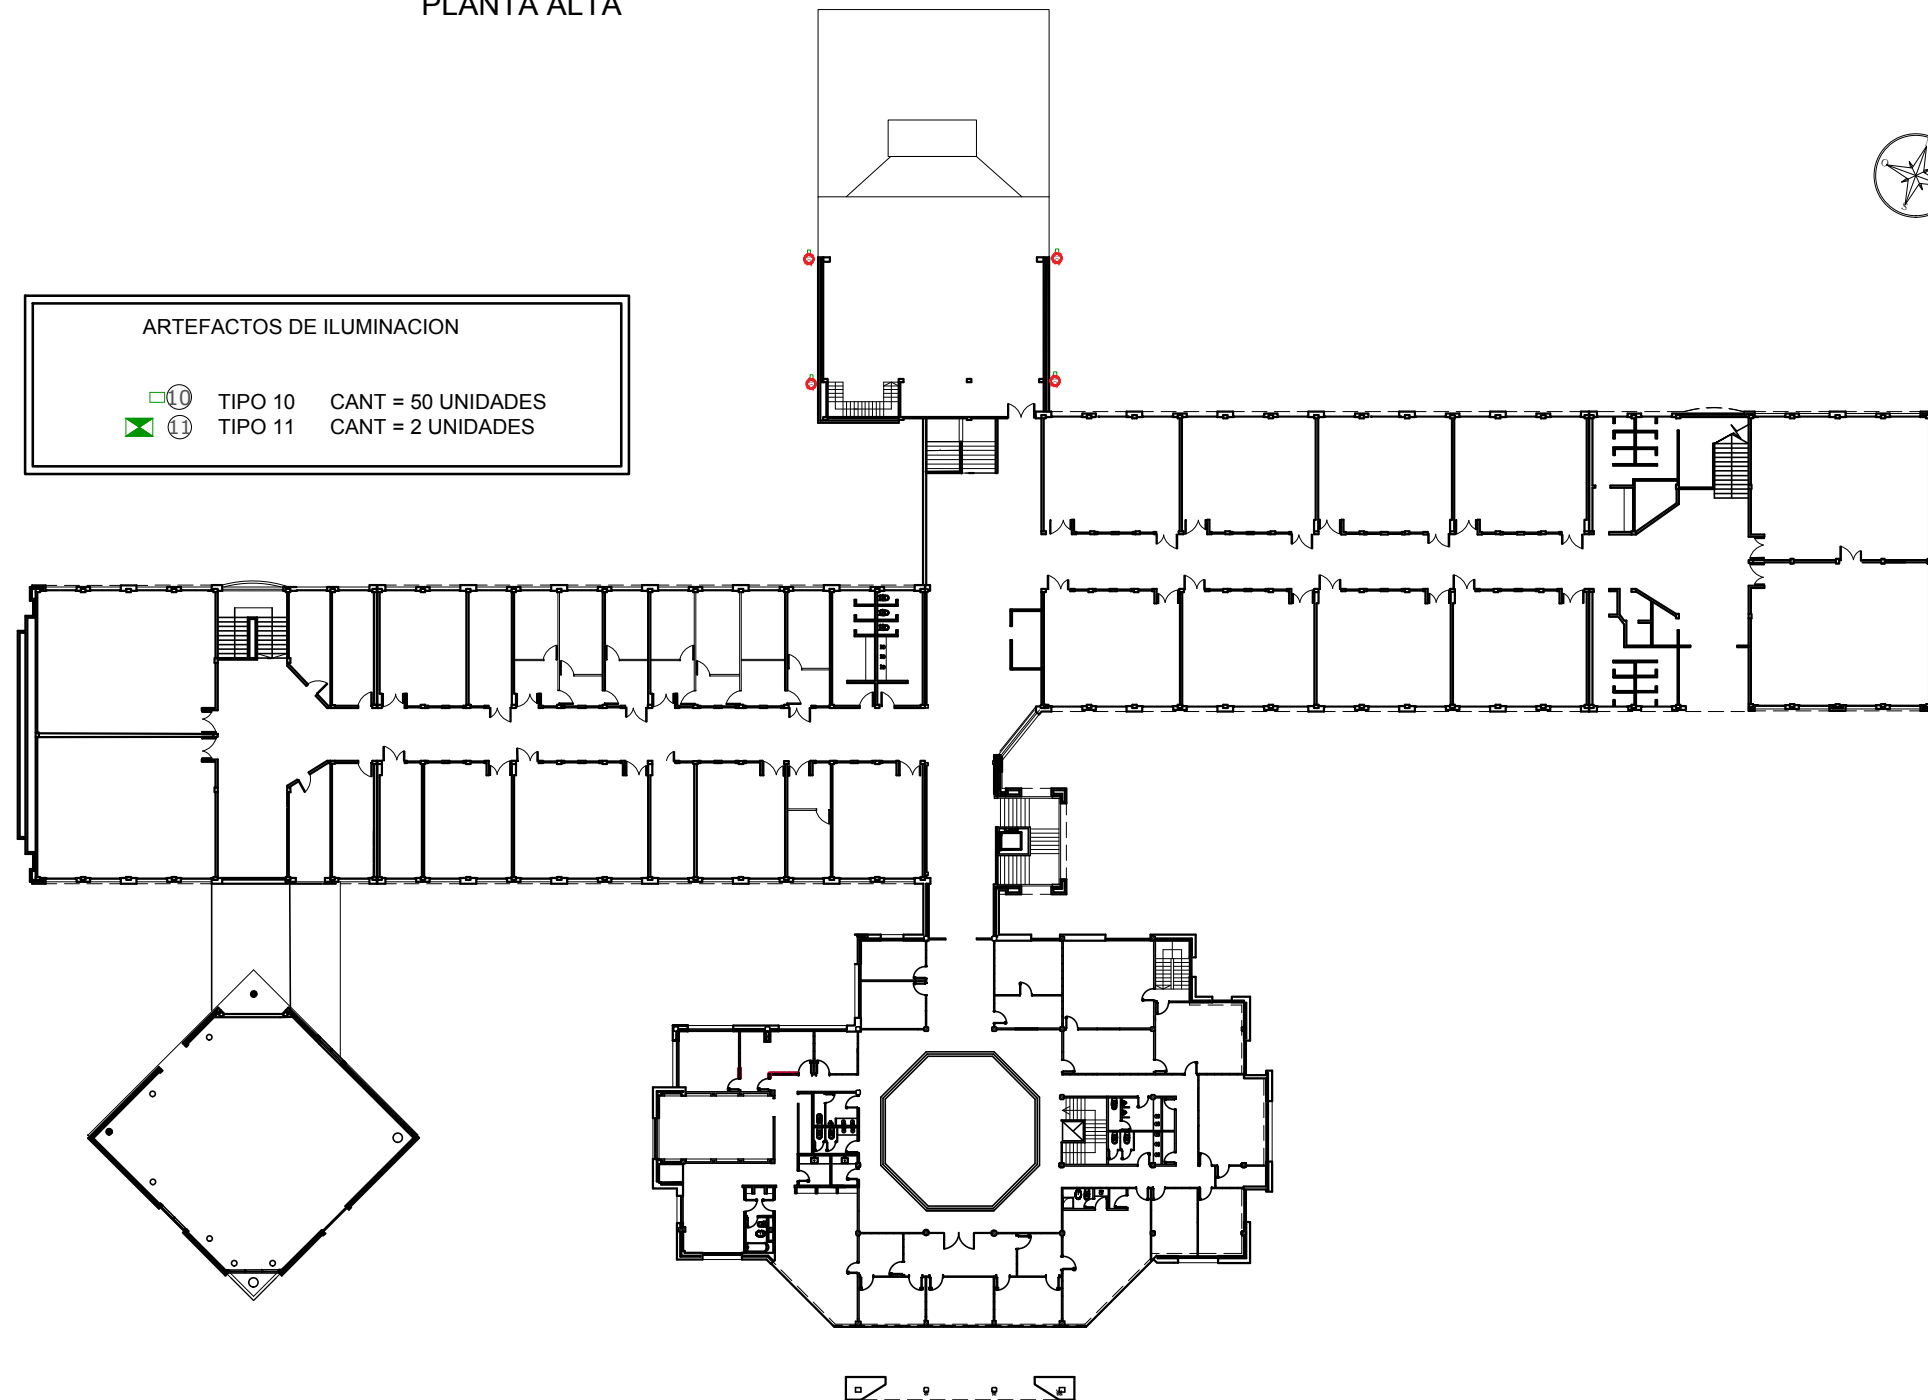 PLANTA ALTA
O
S
ARTEFACTOS DE ILUMINACION
10 TIPO 10 CANT = 50 UNIDADES
11 TIPO 11 CANT = 2 UNIDADES